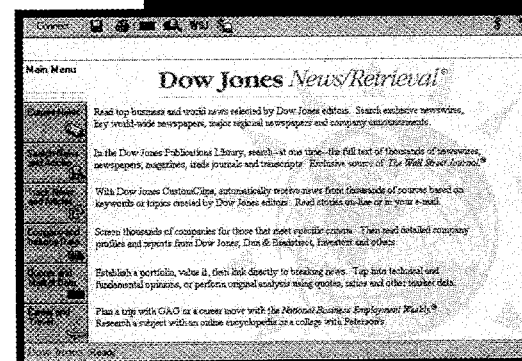 Connect WSJ
Main Menu
Dow Jones News/Retrieval®
Read top business and world news selected by Dow Jones editors. Search exclusive newswires,
key world-wide newspapers, major regional newspapers and company announcements.
In the Dow Jones Publications Library, search--at one time--the full text of thousands of newswires,
newspapers, magazines, trade journals and transcripts. Exclusive source of The Wall Street Journal.®
With Dow Jones CustomClips, automatically receive news from thousands of sources based on
keywords or topics created by Dow Jones editors. Read stories on-line or in your e-mail.
Screen thousands of companies for those that meet specific criteria. Then read detailed company
profiles and reports from Dow Jones, Dun & Bradstreet, Investext and others.
Establish a portfolio, value it, then link directly to breaking news. Tap into technical and
fundamental opinions, or perform original analysis using quotes, ratios and other market data.
Plan a trip with OAG or a career move with the National Business Employment Weekly.®
Research a subject with an online encyclopedia or a college with Peterson's.